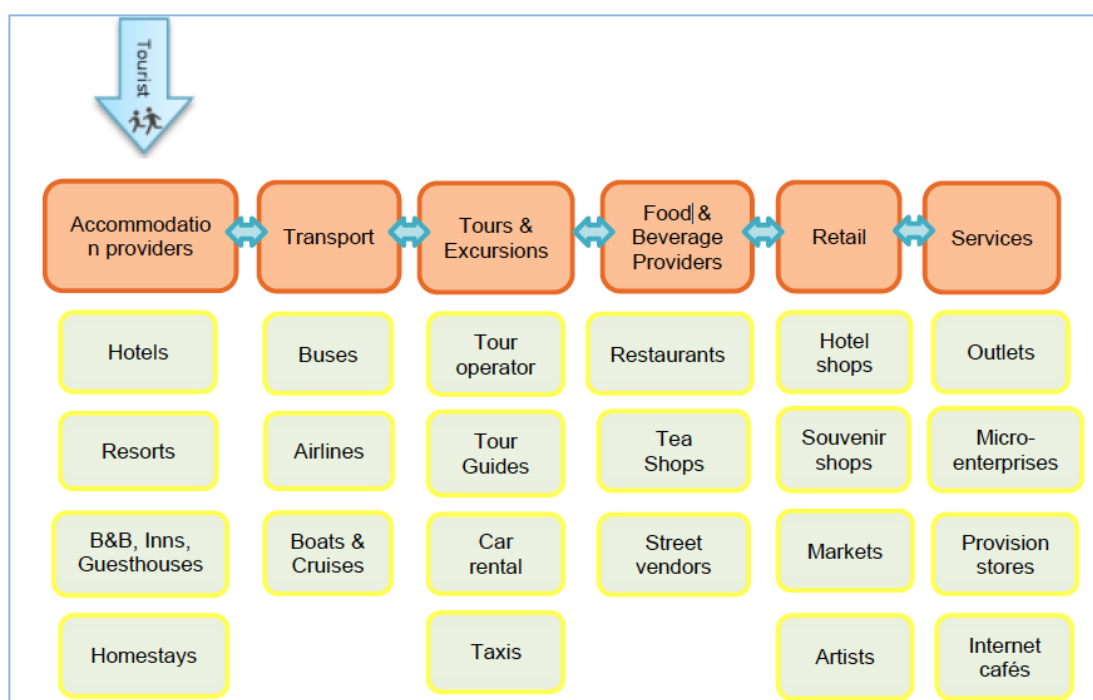 Tourist
Accommodatio
n providers
Transport
Tours &
Excursions
Food &
Beverage
Providers
Retail
Services
Hotels
Buses
Tour
operator
Restaurants
Hotel
shops
Outlets
Resorts
Airlines
Tour
Guides
Tea
Shops
Souvenir
shops
Micro-
enterprises
B&B, Inns,
Guesthouses
Boats &
Cruises
Car
rental
Street
vendors
Markets
Provision
stores
Homestays
Taxis
Artists
Internet
cafés